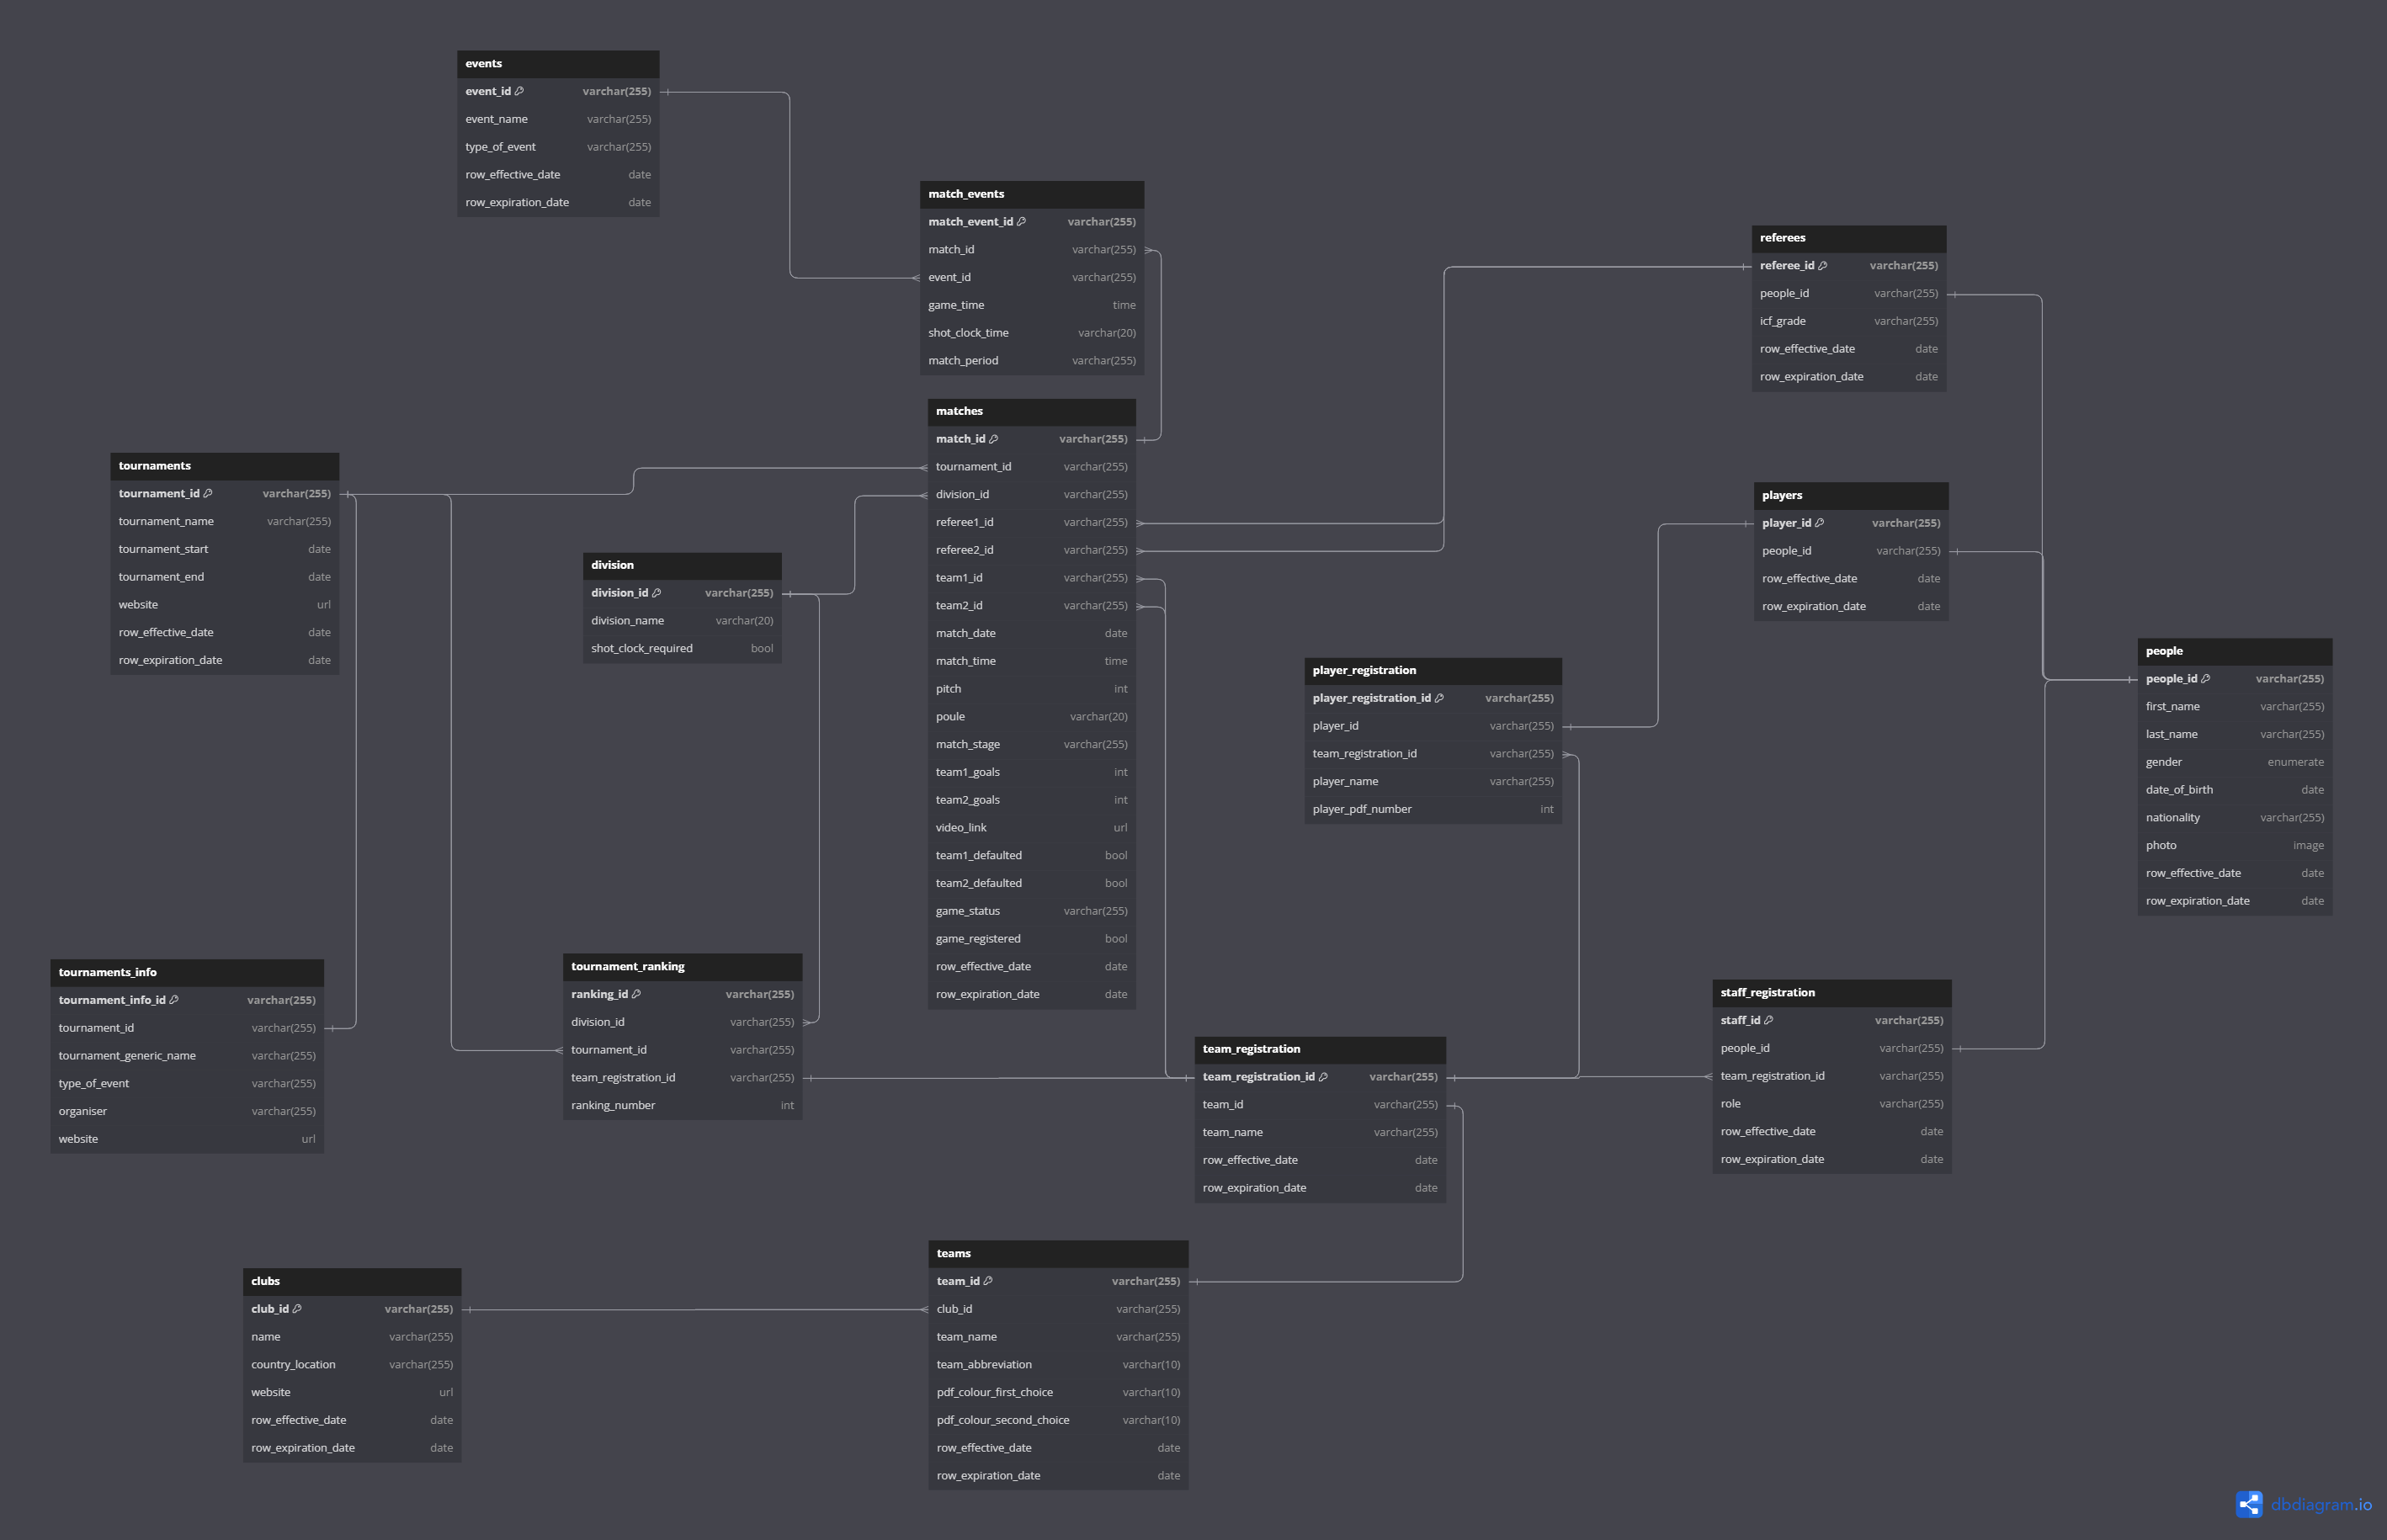 events
event_id varchar(255)
event_name varchar(255)
type_of_event varchar(255)
row_effective_date date
row_expiration_date date
match_events
match_event_id varchar(255)
match_id varchar(255)
event_id varchar(255)
game_time time
shot_clock_time varchar(20)
match_period varchar(255)
referees
referee_id varchar(255)
people_id varchar(255)
icf_grade varchar(255)
row_effective_date date
row_expiration_date date
matches
match_id varchar(255)
tournament_id varchar(255)
division_id varchar(255)
referee1_id varchar(255)
referee2_id varchar(255)
team1_id varchar(255)
team2_id varchar(255)
match_date date
match_time time
pitch int
poule varchar(20)
match_stage varchar(255)
team1_goals int
team2_goals int
video_link url
team1_defaulted bool
team2_defaulted bool
game_status varchar(255)
game_registered bool
row_effective_date date
row_expiration_date date
tournaments
tournament_id varchar(255)
tournament_name varchar(255)
tournament_start date
tournament_end date
website url
row_effective_date date
row_expiration_date date
division
division_id varchar(255)
division_name varchar(20)
shot_clock_required bool
players
player_id varchar(255)
people_id varchar(255)
row_effective_date date
row_expiration_date date
player_registration
player_registration_id varchar(255)
player_id varchar(255)
team_registration_id varchar(255)
player_name varchar(255)
player_pdf_number int
people
people_id varchar(255)
first_name varchar(255)
last_name varchar(255)
gender enumerate
date_of_birth date
nationality varchar(255)
photo image
row_effective_date date
row_expiration_date date
tournaments_info
tournament_info_id varchar(255)
tournament_id varchar(255)
tournament_generic_name varchar(255)
type_of_event varchar(255)
organiser varchar(255)
website url
tournament_ranking
ranking_id varchar(255)
division_id varchar(255)
tournament_id varchar(255)
team_registration_id varchar(255)
ranking_number int
team_registration
team_registration_id varchar(255)
team_id varchar(255)
team_name varchar(255)
row_effective_date date
row_expiration_date date
staff_registration
staff_id varchar(255)
people_id varchar(255)
team_registration_id varchar(255)
role varchar(255)
row_effective_date date
row_expiration_date date
clubs
club_id varchar(255)
name varchar(255)
country_location varchar(255)
website url
row_effective_date date
row_expiration_date date
teams
team_id varchar(255)
club_id varchar(255)
team_name varchar(255)
team_abbreviation varchar(10)
pdf_colour_first_choice varchar(10)
pdf_colour_second_choice varchar(10)
row_effective_date date
row_expiration_date date
dbdiagram.io